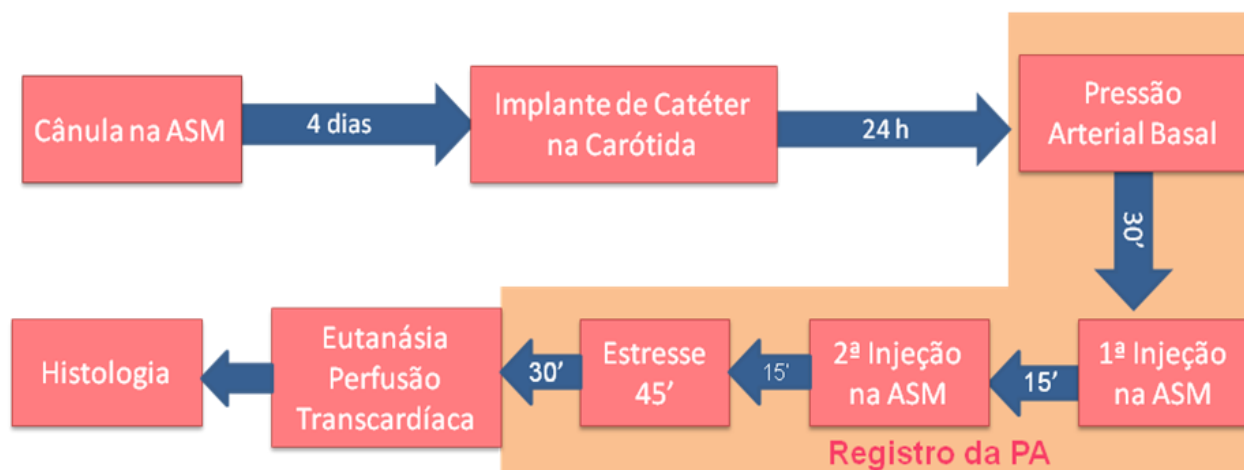 Cânula na ASM
4 dias
Implante de Catéter
na Carótida
24 h
Pressão
Arterial Basal
30’
1ª Injeção
na ASM
15’
2ª Injeção
na ASM
15’
Estresse
45’
30’
Eutanásia
Perfusão
Transcardíaca
Histologia
Registro da PA